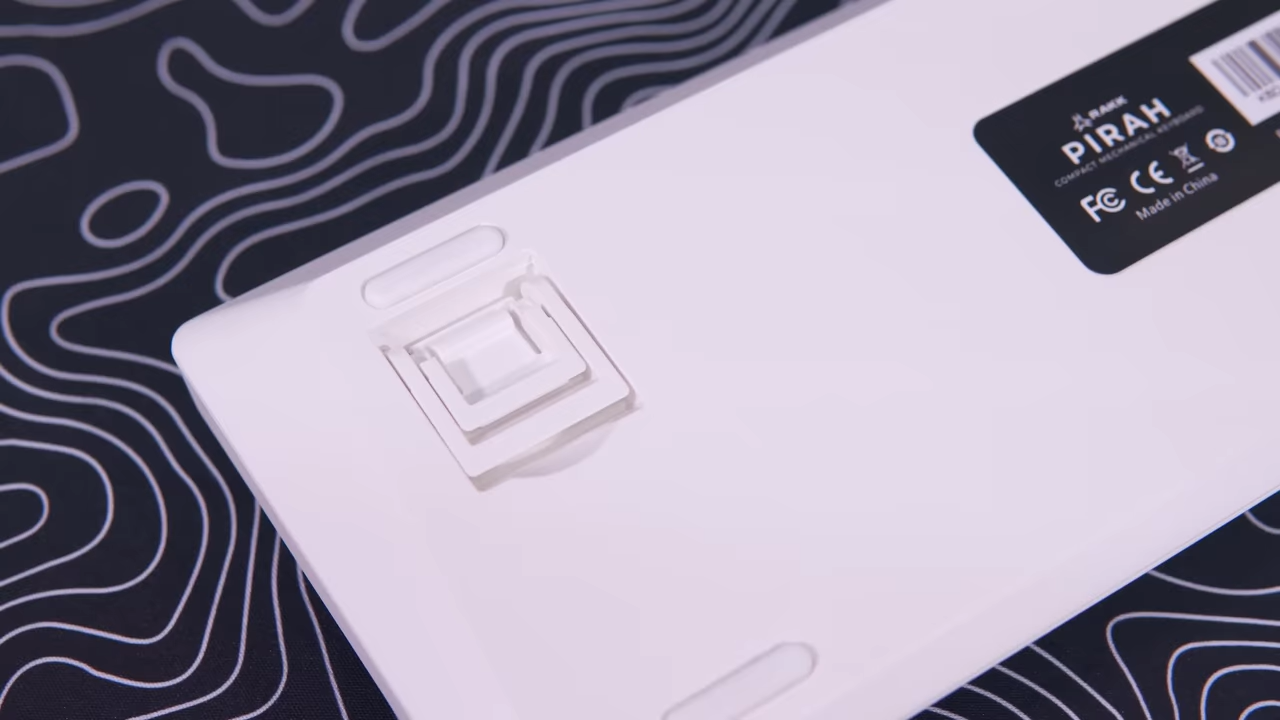 RAKK
PIRAH
COMPACT MECHANICAL KEYBOARD
FC CE
Made in China